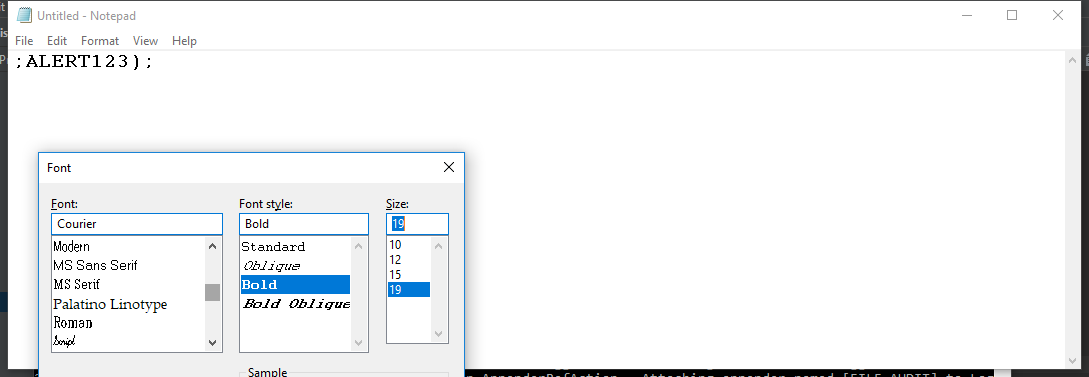 Untitled - Notepad
File Edit Format View Help
;ALERT123);
Font
Font: Font style: Size:
Courier Bold 19
Modern Standard 10
MS Sans Serif Oblique 12
MS Serif Bold 15
Palatino Linotype Bold Oblique 19
Roman
Script
Sample
AppenderRefAction - Attaching appender named [FILE_AUDIT] to